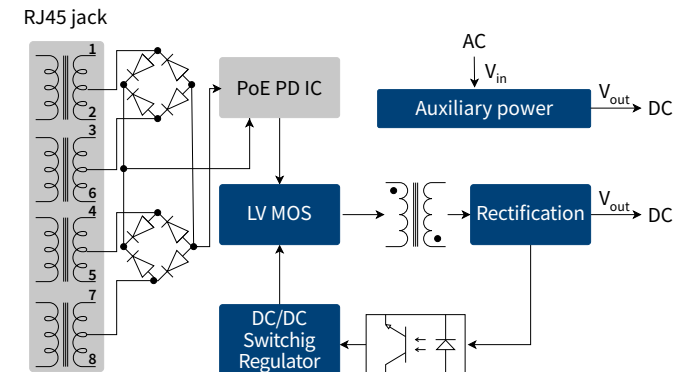 RJ45 jack
1
2
3
6
4
5
7
8
PoE PD IC
AC
Vin
Auxiliary power
Vout
DC
LV MOS
Rectification
Vout
DC
DC/DC
Switchig
Regulator